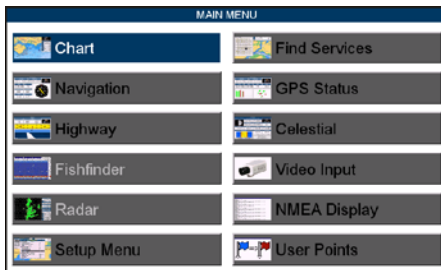 MAIN MENU
Chart
Find Services
Navigation
GPS Status
Highway
Celestial
Fishfinder
Video Input
Radar
NMEA Display
Setup Menu
User Points